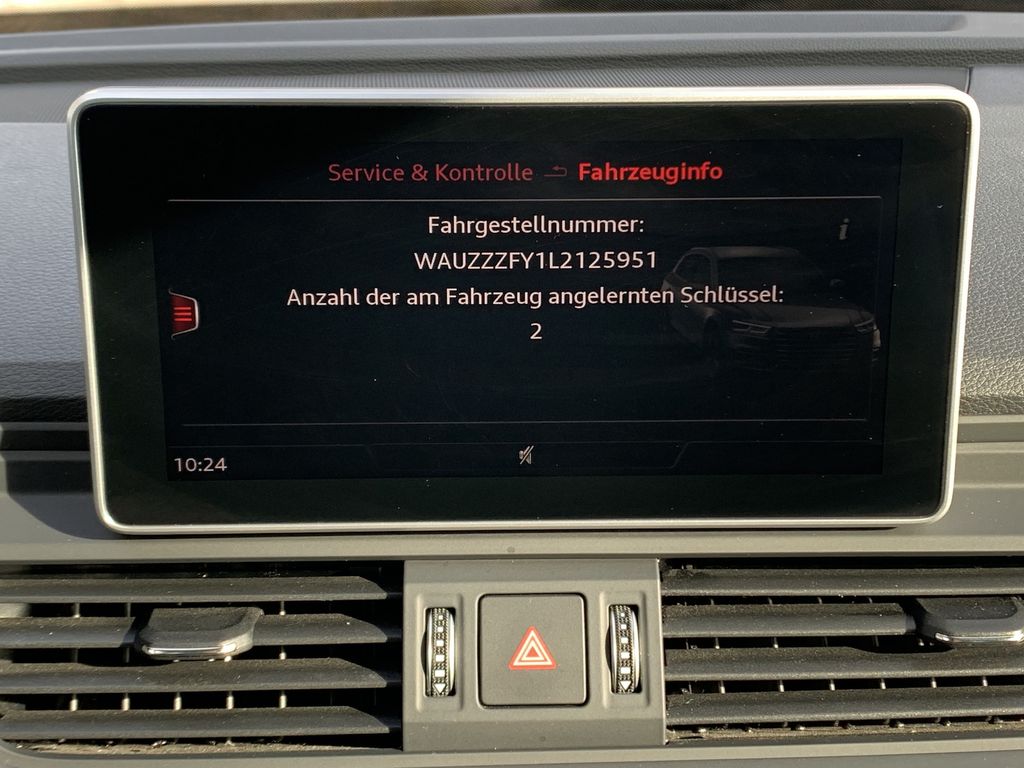 Service & Kontrolle Fahrzeuginfo
Fahrgestellnummer:
WAUZZZFY1L2125951
Anzahl der am Fahrzeug angelernten Schlüssel:
2
10:24